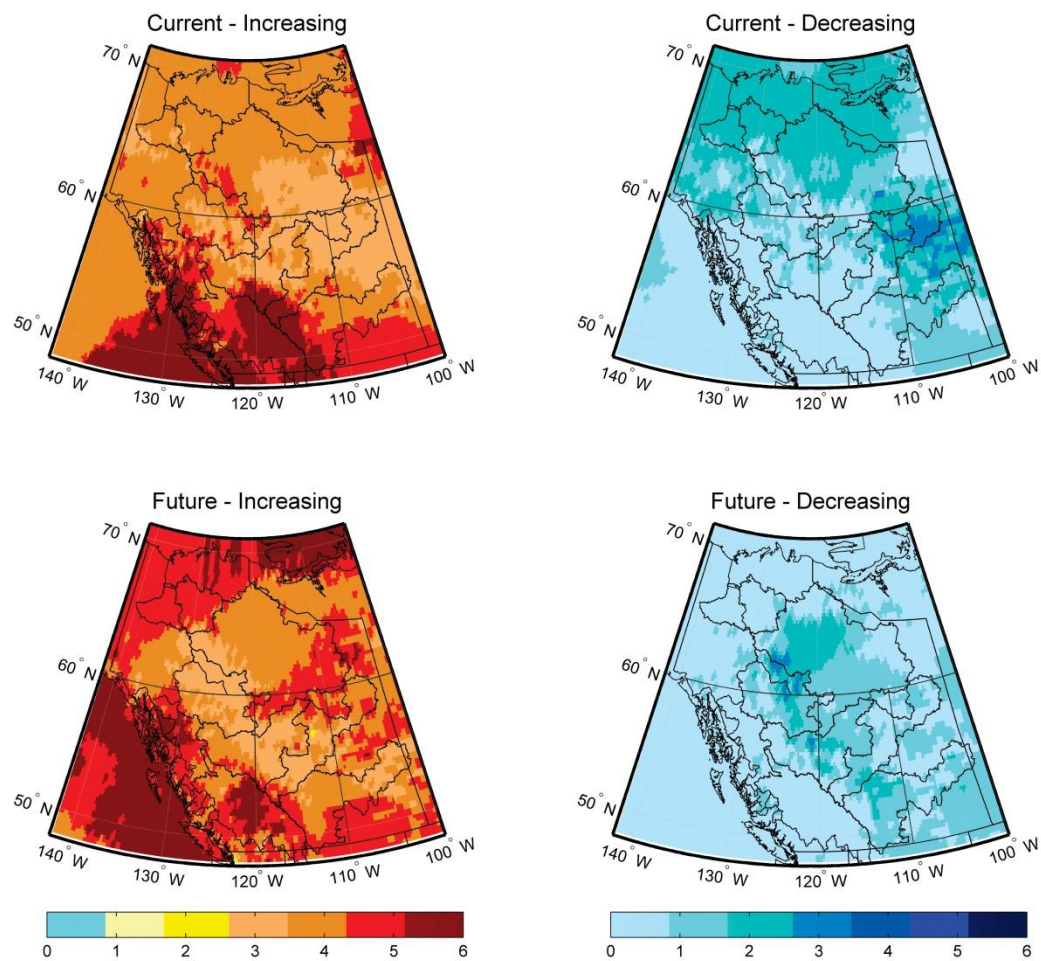 Current - Increasing
Current - Decreasing
70° N
60° N
50° N
140° W
130° W
120° W
110° W
100° W
70° N
60° N
50° N
140° W
130° W
120° W
110° W
100° W
Future - Increasing
Future - Decreasing
70° N
60° N
50° N
140° W
130° W
120° W
110° W
100° W
70° N
60° N
50° N
140° W
130° W
120° W
110° W
100° W
0 1 2 3 4 5 6
0 1 2 3 4 5 6